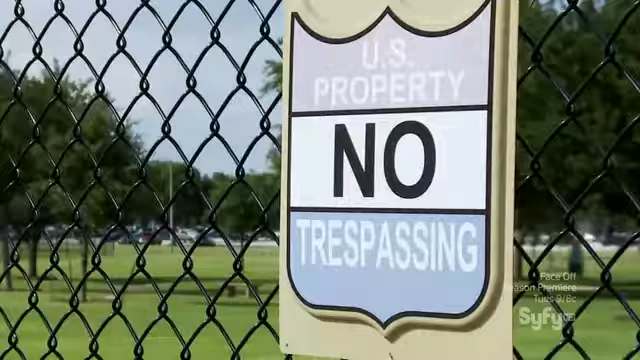 U.S.
PROPERTY
NO
TRESPASSING
Face Off
Season Premiere
Tues 9/8c
Syfy